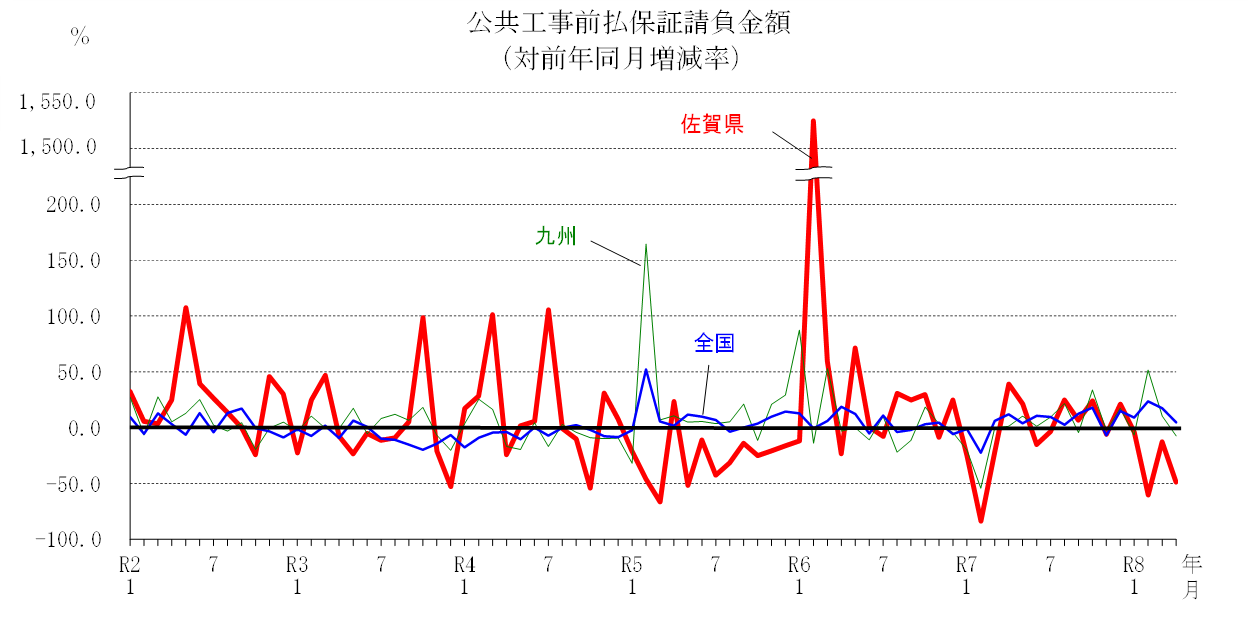 公共工事前払保証請負金額
（対前年同月増減率）
％
1,550.0
1,500.0
200.0
150.0
100.0
50.0
0.0
-50.0
-100.0
佐賀県
九州
全国
R2 7 R3 7 R4 7 R5 7 R6 7 R7 7 R8 年
1 1 1 1 1 1 1 月